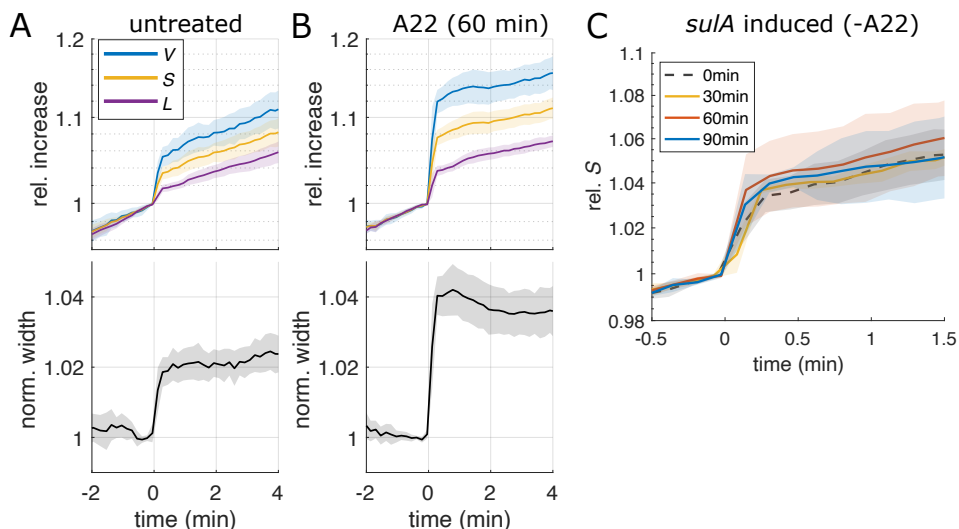 A
untreated
1.2
1.1
1
rel. increase
V
S
L
1.04
1.02
1
norm. width
-2
0
2
4
time (min)
B
A22 (60 min)
1.2
1.1
1
rel. increase
1.04
1.02
1
norm. width
-2
0
2
4
time (min)
C
sulA induced (-A22)
1.1
1.08
1.06
1.04
1.02
1
0.98
rel. S
0min
30min
60min
90min
-0.5
0
0.5
1
1.5
time (min)